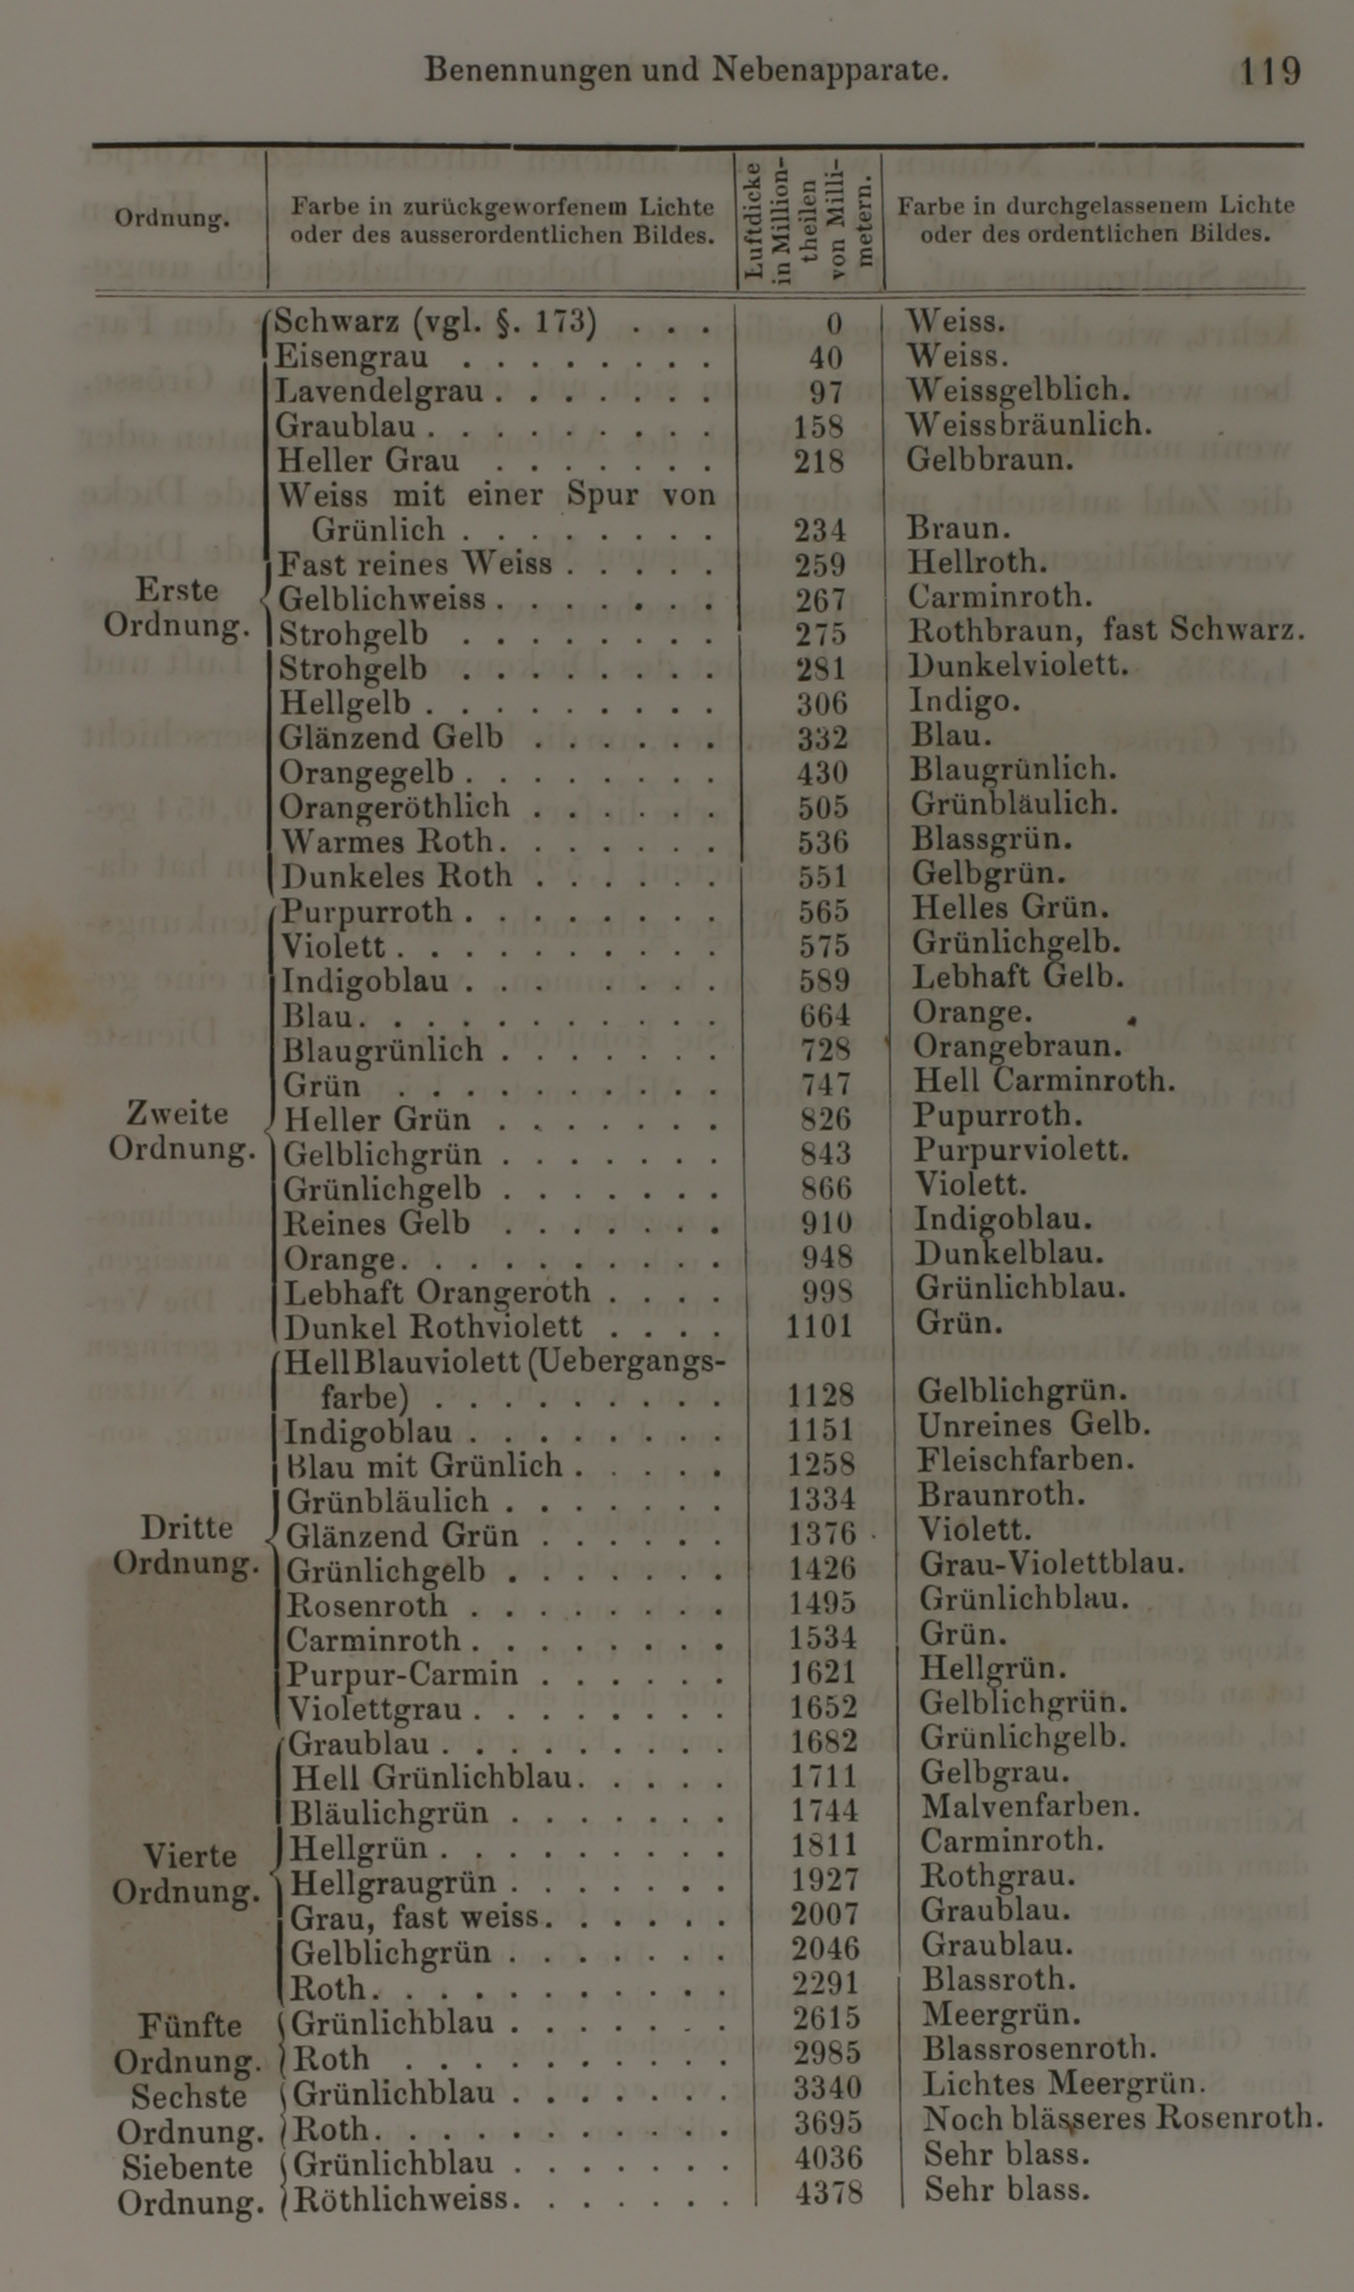 Benennungen und Nebenapparate. 119
Ordnung. Farbe in zurückgeworfenem Lichte oder des ausserordentlichen Bildes. Luftdicke in Million- theilen von Milli- metern. Farbe in durchgelassenem Lichte oder des ordentlichen Bildes.
Erste Ordnung.
Schwarz (vgl. §. 173) . . . 0 Weiss.
Eisengrau . . . . . . . . 40 Weiss.
Lavendelgrau . . . . . . . 97 Weissgelblich.
Graublau . . . . . . . . . 158 Weissbräunlich.
Heller Grau . . . . . . . 218 Gelbbraun.
Weiss mit einer Spur von
Grünlich . . . . . . . . 234 Braun.
Fast reines Weiss . . . . . 259 Hellroth.
Gelblichweiss . . . . . . . 267 Carminroth.
Strohgelb . . . . . . . . 275 Rothbraun, fast Schwarz.
Strohgelb . . . . . . . . 281 Dunkelviolett.
Hellgelb . . . . . . . . . 306 Indigo.
Glänzend Gelb . . . . . . 332 Blau.
Orangegelb . . . . . . . . 430 Blaugrünlich.
Orangeröthlich . . . . . . 505 Grünbläulich.
Warmes Roth . . . . . . . 536 Blassgrün.
Dunkeles Roth . . . . . . 551 Gelbgrün.
Zweite Ordnung.
Purpurroth . . . . . . . . 565 Helles Grün.
Violett . . . . . . . . . . 575 Grünlichgelb.
Indigoblau . . . . . . . . 589 Lebhaft Gelb.
Blau . . . . . . . . . . . 664 Orange.
Blaugrünlich . . . . . . . 728 Orangebraun.
Grün . . . . . . . . . . 747 Hell Carminroth.
Heller Grün . . . . . . . 826 Pupurroth.
Gelblichgrün . . . . . . . 843 Purpurviolett.
Grünlichgelb . . . . . . . 866 Violett.
Reines Gelb . . . . . . . 910 Indigoblau.
Orange . . . . . . . . . . 948 Dunkelblau.
Lebhaft Orangeroth . . . . 998 Grünlichblau.
Dunkel Rothviolett . . . . 1101 Grün.
Dritte Ordnung.
Hell Blauviolett (Uebergangs-
farbe) . . . . . . . . . 1128 Gelblichgrün.
Indigoblau . . . . . . . . 1151 Unreines Gelb.
Blau mit Grünlich . . . . . 1258 Fleischfarben.
Grünbläulich . . . . . . . 1334 Braunroth.
Glänzend Grün . . . . . . 1376 Violett.
Grünlichgelb . . . . . . . 1426 Grau-Violettblau.
Rosenroth . . . . . . . . 1495 Grünlichblau.
Carminroth . . . . . . . . 1534 Grün.
Purpur-Carmin . . . . . . 1621 Hellgrün.
Violettgrau . . . . . . . . 1652 Gelblichgrün.
Vierte Ordnung.
Graublau . . . . . . . . . 1682 Grünlichgelb.
Hell Grünlichblau . . . . . 1711 Gelbgrau.
Bläulichgrün . . . . . . . 1744 Malvenfarben.
Hellgrün . . . . . . . . . 1811 Carminroth.
Hellgraugrün . . . . . . . 1927 Rothgrau.
Grau, fast weiss . . . . . . 2007 Graublau.
Gelblichgrün . . . . . . . 2046 Graublau.
Roth . . . . . . . . . . . 2291 Blassroth.
Fünfte Grünlichblau . . . . . . . 2615 Meergrün.
Ordnung. Roth . . . . . . . . . . 2985 Blassrosenroth.
Sechste Grünlichblau . . . . . . . 3340 Lichtes Meergrün.
Ordnung. Roth . . . . . . . . . . . 3695 Noch blässeres Rosenroth.
Siebente Grünlichblau . . . . . . . 4036 Sehr blass.
Ordnung. Röthlichweiss . . . . . . . 4378 Sehr blass.